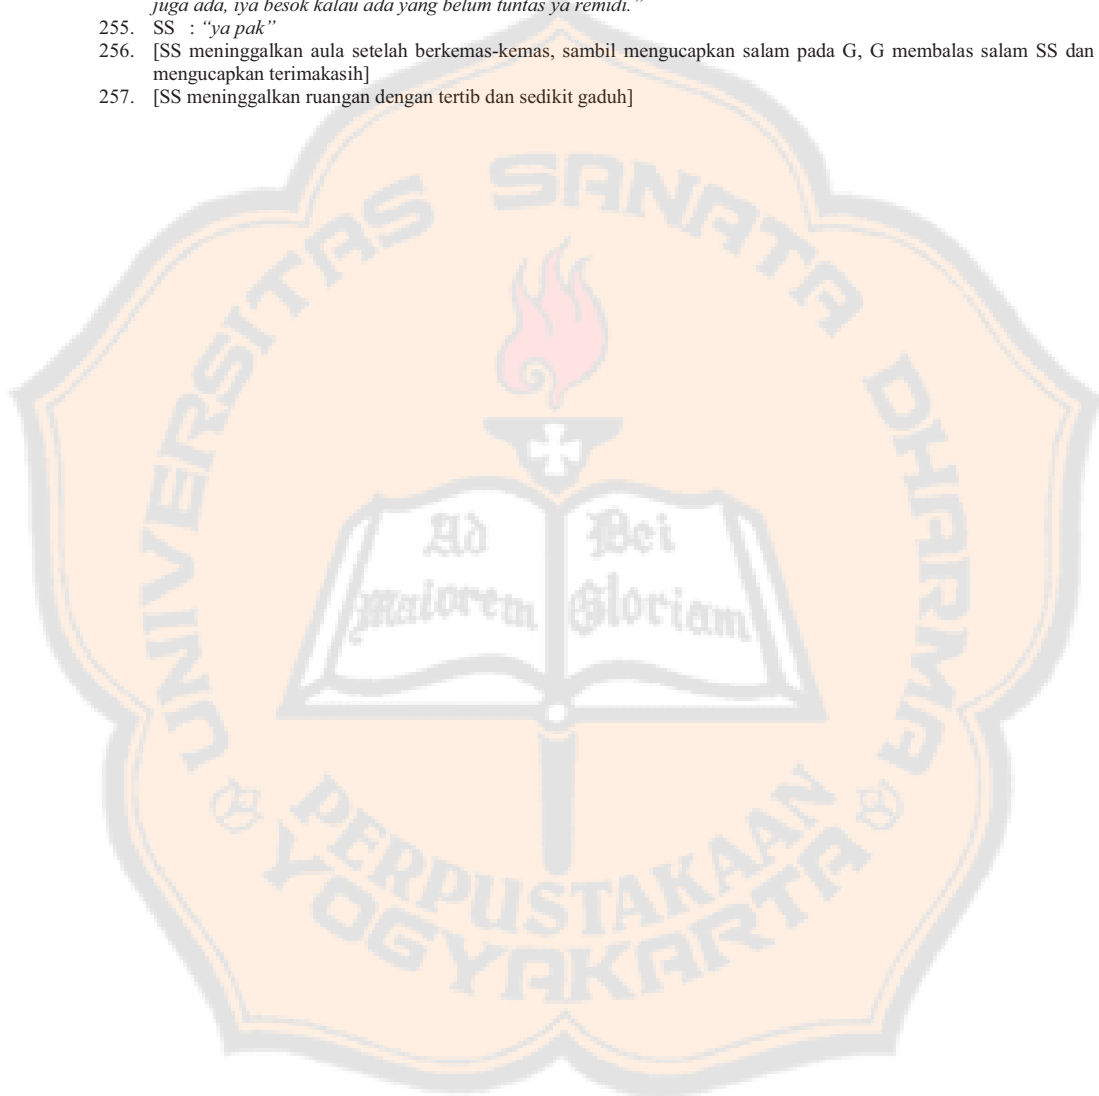 juga ada, iya besok kalau ada yang belum tuntas ya remidi."
255. SS : "ya pak"
256. [SS meninggalkan aula setelah berkemas-kemas, sambil mengucapkan salam pada G, G membalas salam SS dan
mengucapkan terimakasih]
257. [SS meninggalkan ruangan dengan tertib dan sedikit gaduh]
UNIVERSITAS SANATA DHARMA
Ad
maiorem
Dei
Gloriam
PERPUSTAKAAN
YOGYAKARTA